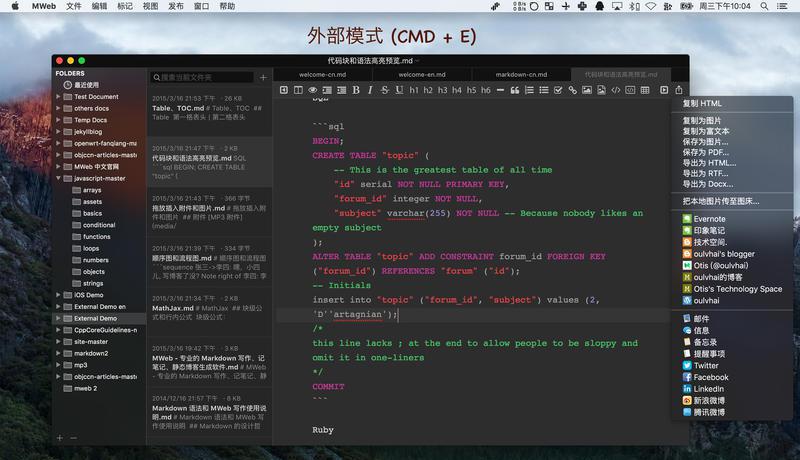 MWeb 文件 编辑 标记 视图 发布 窗口 帮助
0 B/s
0 B/s
周三下午10:04
外部模式 (CMD + E)
代码块和语法高亮预览.md
FOLDERS
最近使用
Test Document
others docs
Temp Docs
jekyllblog
openwrt-fanqiang-ma
objccn-articles-master
MWeb 中文官网
javascript-master
arrays
assets
basics
conditional
functions
loops
numbers
objects
strings
iOS Demo
External Demo en
External Demo
CppCoreGuidelines-m
site-master
markdown2
mp3
objccn-articles-maste
mweb 2
搜索当前文件夹
2015/3/16 21:53 下午 · 26 KB
Table、TOC.md # Table、TOC ##
Table 第一格表头 | 第二格表头
2015/3/16 21:47 下午 · 2 KB
代码块和语法高亮预览.md SQL
```sql BEGIN; CREATE TABLE
"topic" (
2015/3/16 21:43 下午 · 366 字节
拖放插入附件和图片.md # 拖放插入附
件和图片 ## 附件 [MP3 附件]
(media/
2015/3/16 21:39 下午 · 334 字节
顺序图和流程图.md # 顺序图和流程图
```sequence 张三->李四: 嘿, 小四
儿, 写博客了没? Note right of 李四: 李
2015/3/16 21:36 下午 · 2 KB
MathJax.md # MathJax ## 块级公
式和行内公式 块级公式:
2015/3/16 19:42 下午 · 3 KB
MWeb - 专业的 Markdown 写作、记
笔记、静态博客生成软件.md # MWeb
- 专业的 Markdown 写作、记笔记、静
2014/12/16 21:57 下午 · 8 KB
Markdown 语法和 MWeb 写作使用说
明.md # Markdown 语法和 MWeb 写
作使用说明 ## Markdown 的设计哲
welcome-cn.md welcome-en.md markdown-cn.md 代码块和语法高亮预览.md
B I S U h1 h2 h3 h4 h5 h6
```sql
BEGIN;
CREATE TABLE "topic" (
-- This is the greatest table of all time
"id" serial NOT NULL PRIMARY KEY,
"forum_id" integer NOT NULL,
"subject" varchar(255) NOT NULL -- Because nobody likes an
empty subject
);
ALTER TABLE "topic" ADD CONSTRAINT forum_id FOREIGN KEY
("forum_id") REFERENCES "forum" ("id");
-- Initials
insert into "topic" ("forum_id", "subject") values (2,
'D''artagnian');
/*
this line lacks ; at the end to allow people to be sloppy and
omit it in one-liners
*/
COMMIT
```
Ruby
复制 HTML
复制为图片
复制为富文本
保存为图片...
保存为 PDF...
导出为 HTML...
导出为 RTF...
导出为 Docx...
把本地图片传至图床...
Evernote
印象笔记
技术空间.
oulvhai's blogger
Otis (@oulvhai)
oulvhai的博客
Otis's Technology Space
oulvhai
邮件
信息
备忘录
提醒事项
Twitter
Facebook
LinkedIn
新浪微博
腾讯微博